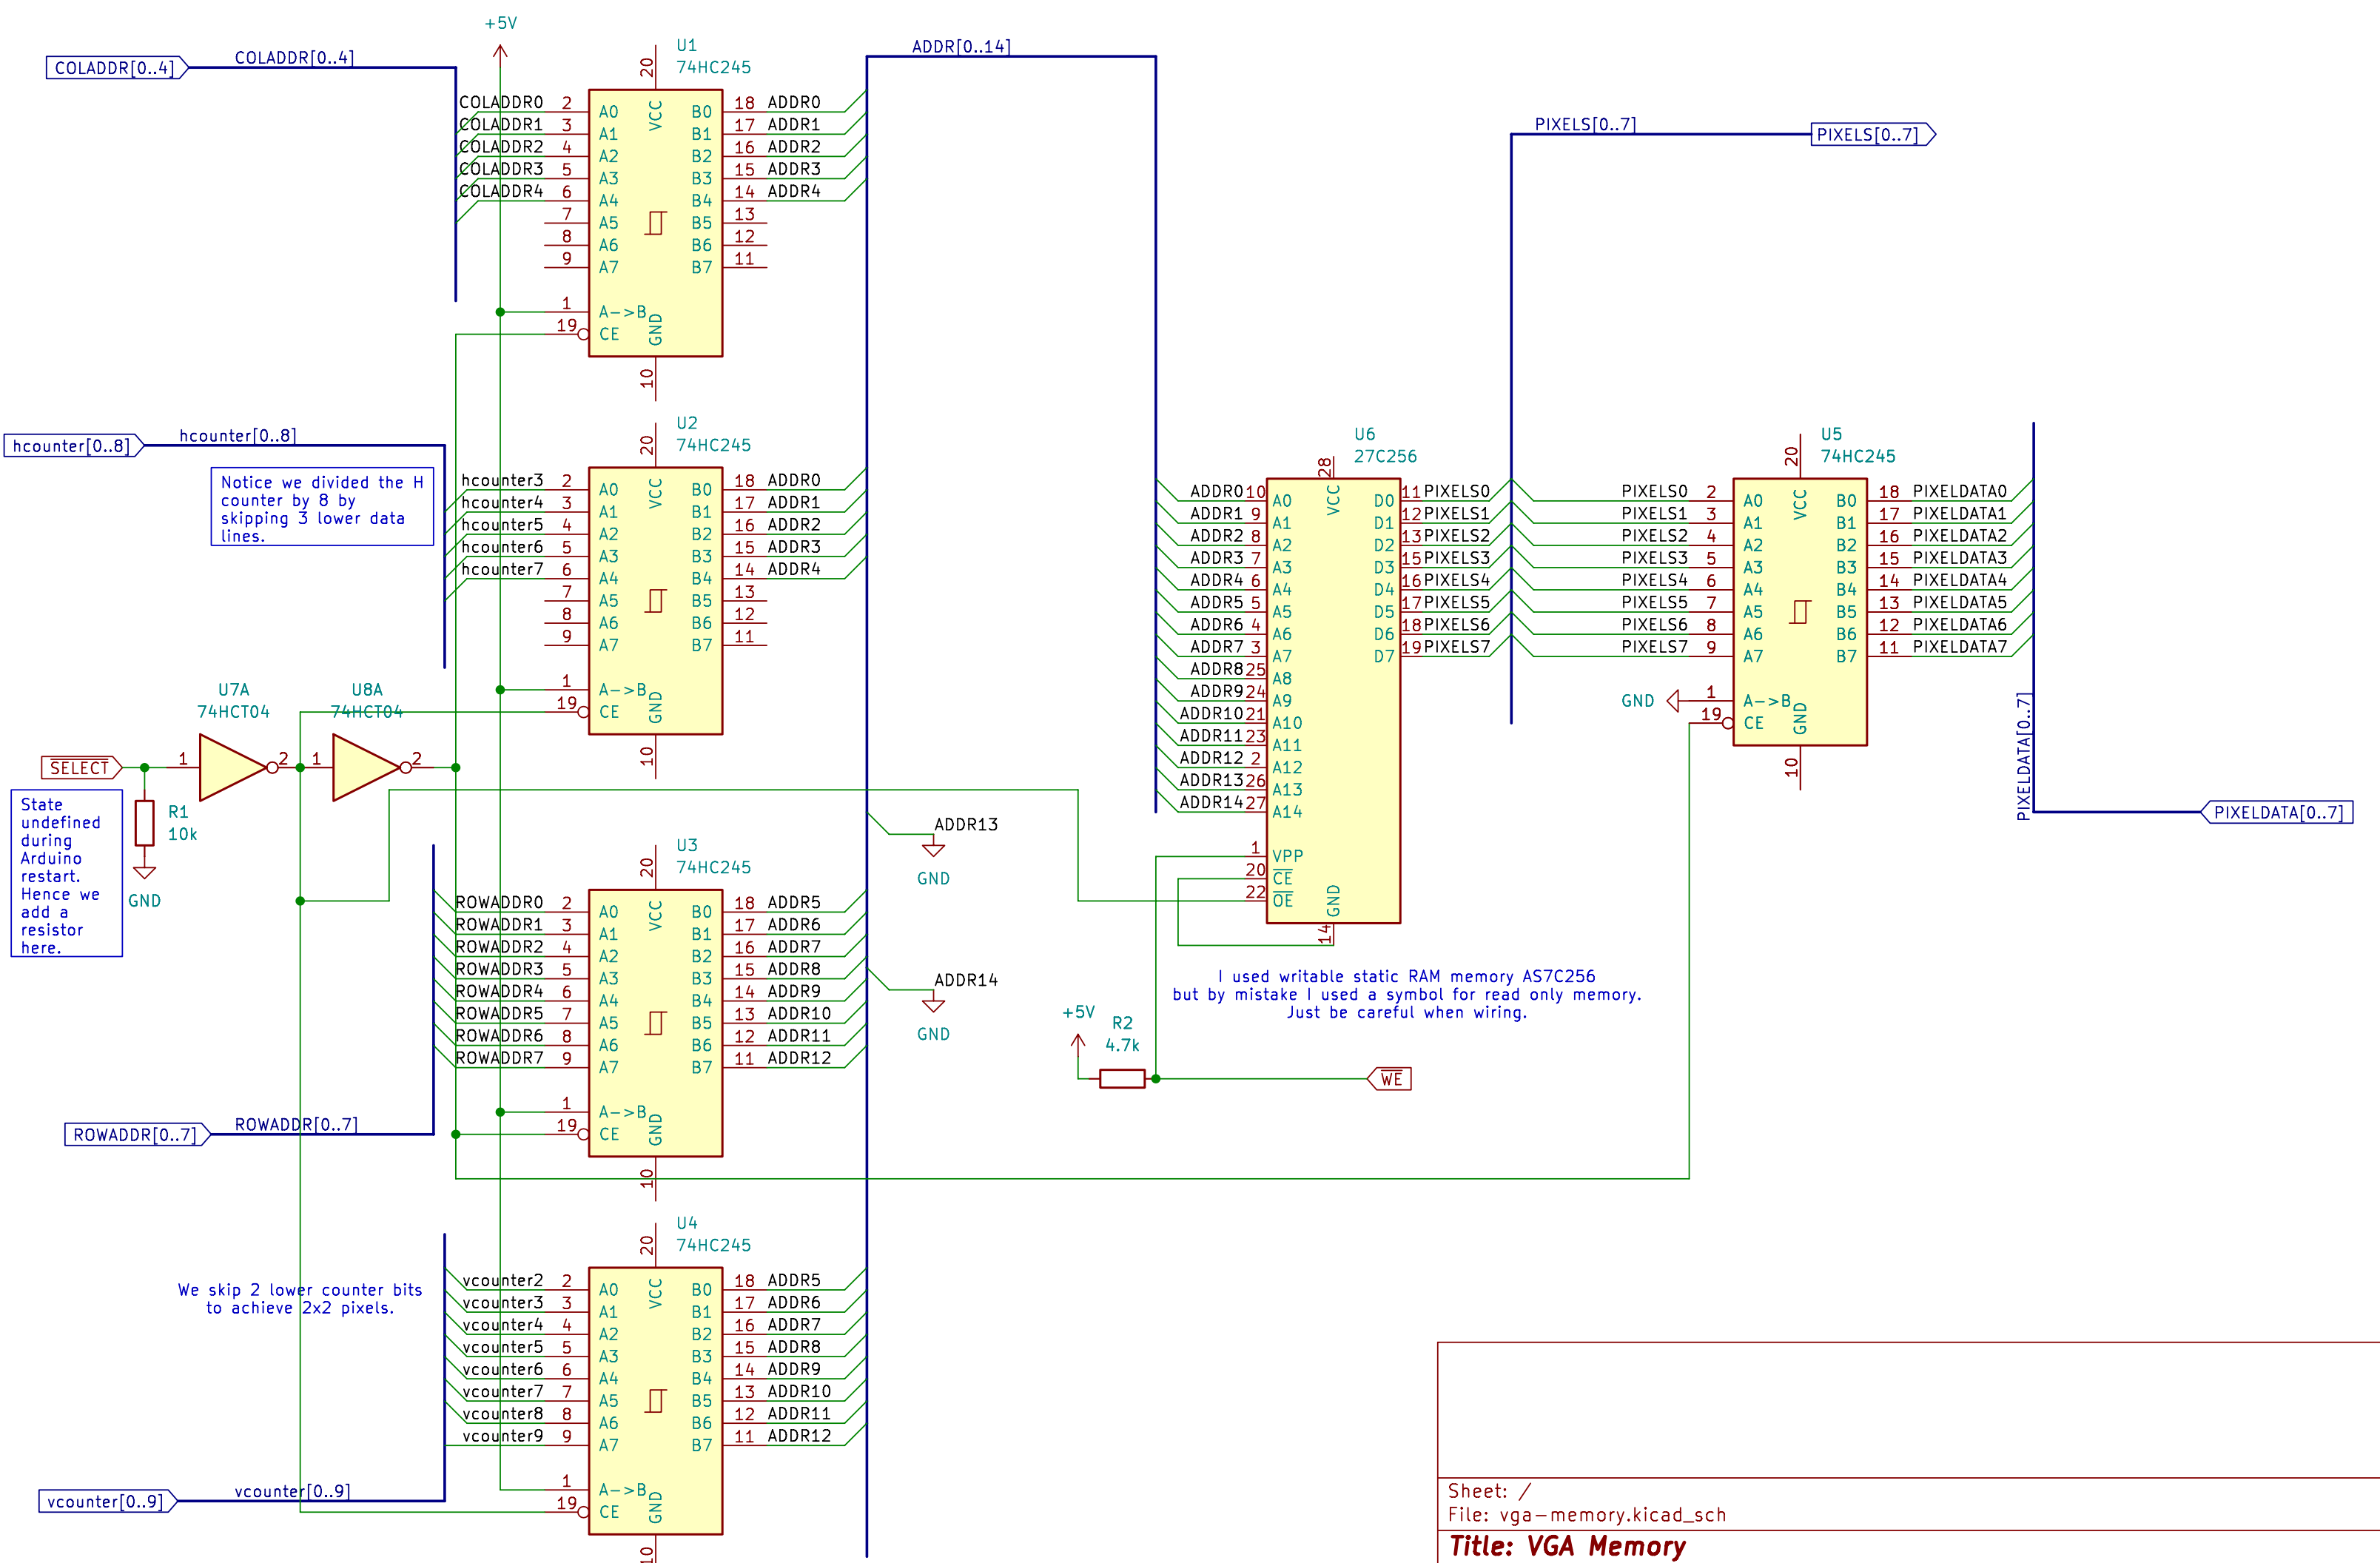 +5V
COLADDR[0..4]
COLADDR[0..4]
U1
74HC245
20
VCC
COLADDR0 2 A0 B0 18 ADDR0
COLADDR1 3 A1 B1 17 ADDR1
COLADDR2 4 A2 B2 16 ADDR2
COLADDR3 5 A3 B3 15 ADDR3
COLADDR4 6 A4 B4 14 ADDR4
7 A5 B5 13
8 A6 B6 12
9 A7 B7 11
1 A->B
19 CE
GND
10
ADDR[0..14]
PIXELS[0..7]
PIXELS[0..7]
hcounter[0..8]
hcounter[0..8]
Notice we divided the H
counter by 8 by
skipping 3 lower data
lines.
U2
74HC245
20
VCC
hcounter3 2 A0 B0 18 ADDR0
hcounter4 3 A1 B1 17 ADDR1
hcounter5 4 A2 B2 16 ADDR2
hcounter6 5 A3 B3 15 ADDR3
hcounter7 6 A4 B4 14 ADDR4
7 A5 B5 13
8 A6 B6 12
9 A7 B7 11
1 A->B
19 CE
GND
10
U6
27C256
28
VCC
ADDR0 10 A0 D0 11 PIXELS0
ADDR1 9 A1 D1 12 PIXELS1
ADDR2 8 A2 D2 13 PIXELS2
ADDR3 7 A3 D3 15 PIXELS3
ADDR4 6 A4 D4 16 PIXELS4
ADDR5 5 A5 D5 17 PIXELS5
ADDR6 4 A6 D6 18 PIXELS6
ADDR7 3 A7 D7 19 PIXELS7
ADDR8 25 A8
ADDR9 24 A9
ADDR10 21 A10
ADDR11 23 A11
ADDR12 2 A12
ADDR13 26 A13
ADDR14 27 A14
1 VPP
20 CE
22 OE
GND
14
U5
74HC245
20
VCC
PIXELS0 2 A0 B0 18 PIXELDATA0
PIXELS1 3 A1 B1 17 PIXELDATA1
PIXELS2 4 A2 B2 16 PIXELDATA2
PIXELS3 5 A3 B3 15 PIXELDATA3
PIXELS4 6 A4 B4 14 PIXELDATA4
PIXELS5 7 A5 B5 13 PIXELDATA5
PIXELS6 8 A6 B6 12 PIXELDATA6
PIXELS7 9 A7 B7 11 PIXELDATA7
GND 1 A->B
19 CE
GND
10
PIXELDATA[0..7]
PIXELDATA[0..7]
U7A
74HCT04
1 2
U8A
74HCT04
1 2
SELECT
R1
10k
GND
State
undefined
during
Arduino
restart.
Hence we
add a
resistor
here.
ADDR13
GND
ADDR14
GND
U3
74HC245
20
VCC
ROWADDR0 2 A0 B0 18 ADDR5
ROWADDR1 3 A1 B1 17 ADDR6
ROWADDR2 4 A2 B2 16 ADDR7
ROWADDR3 5 A3 B3 15 ADDR8
ROWADDR4 6 A4 B4 14 ADDR9
ROWADDR5 7 A5 B5 13 ADDR10
ROWADDR6 8 A6 B6 12 ADDR11
ROWADDR7 9 A7 B7 11 ADDR12
1 A->B
19 CE
GND
10
ROWADDR[0..7]
ROWADDR[0..7]
I used writable static RAM memory AS7C256
but by mistake I used a symbol for read only memory.
Just be careful when wiring.
+5V
R2
4.7k
WE
U4
74HC245
20
VCC
We skip 2 lower counter bits
to achieve 2x2 pixels.
vcounter2 2 A0 B0 18 ADDR5
vcounter3 3 A1 B1 17 ADDR6
vcounter4 4 A2 B2 16 ADDR7
vcounter5 5 A3 B3 15 ADDR8
vcounter6 6 A4 B4 14 ADDR9
vcounter7 7 A5 B5 13 ADDR10
vcounter8 8 A6 B6 12 ADDR11
vcounter9 9 A7 B7 11 ADDR12
1 A->B
19 CE
GND
10
vcounter[0..9]
vcounter[0..9]
Sheet: /
File: vga-memory.kicad_sch
Title: VGA Memory